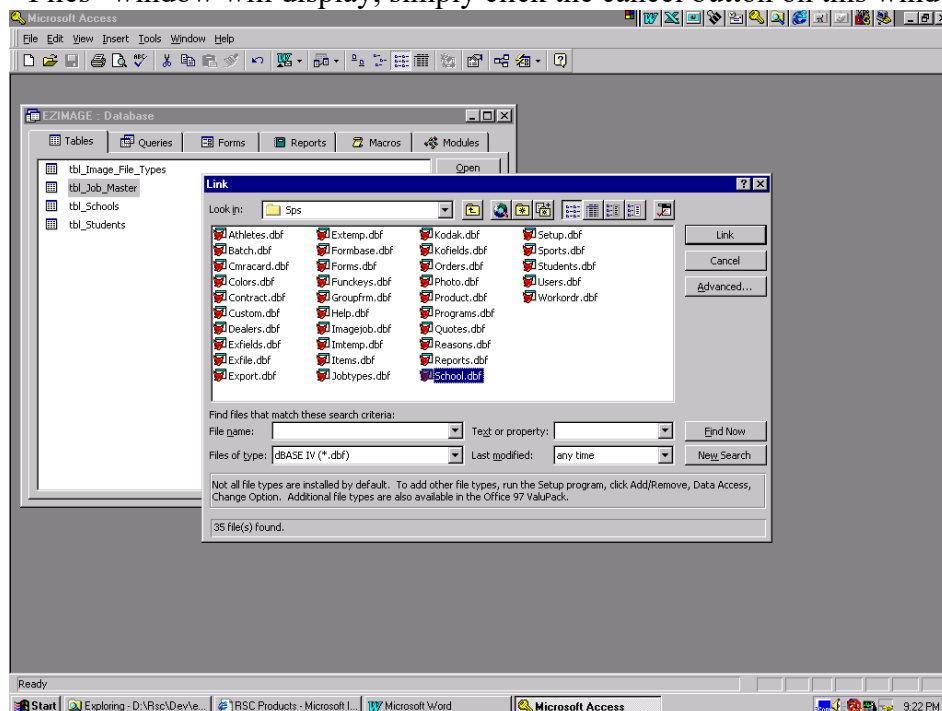 Files" window will display, simply click the cancel button on this wind
Microsoft Access
File Edit View Insert Tools Window Help
EZIMAGE : Database
Tables Queries Forms Reports Macros Modules
tbl_Image_File_Types
tbl_Job_Master
tbl_Schools
tbl_Students
Open
Link
Look in: Sps
Athletes.dbf Extemp.dbf Kodak.dbf Setup.dbf
Batch.dbf Formbase.dbf Kofields.dbf Sports.dbf
Cmracard.dbf Forms.dbf Orders.dbf Students.dbf
Colors.dbf Funckeys.dbf Photo.dbf Users.dbf
Contract.dbf Groupfrm.dbf Product.dbf Workordr.dbf
Custom.dbf Help.dbf Programs.dbf
Dealers.dbf Imagejob.dbf Quotes.dbf
Exfields.dbf Imtemp.dbf Reasons.dbf
Exfile.dbf Items.dbf Reports.dbf
Export.dbf Jobtypes.dbf School.dbf
Link
Cancel
Advanced...
Find files that match these search criteria:
File name: Text or property: Find Now
Files of type: dBASE IV (*.dbf) Last modified: any time New Search
Not all file types are installed by default. To add other file types, run the Setup program, click Add/Remove, Data Access,
Change Option. Additional file types are also available in the Office 97 ValuPack.
35 file(s) found.
Ready
Start Exploring - D:\Rsc\Dev\e... RSC Products - Microsoft I... Microsoft Word Microsoft Access 9:22 PM